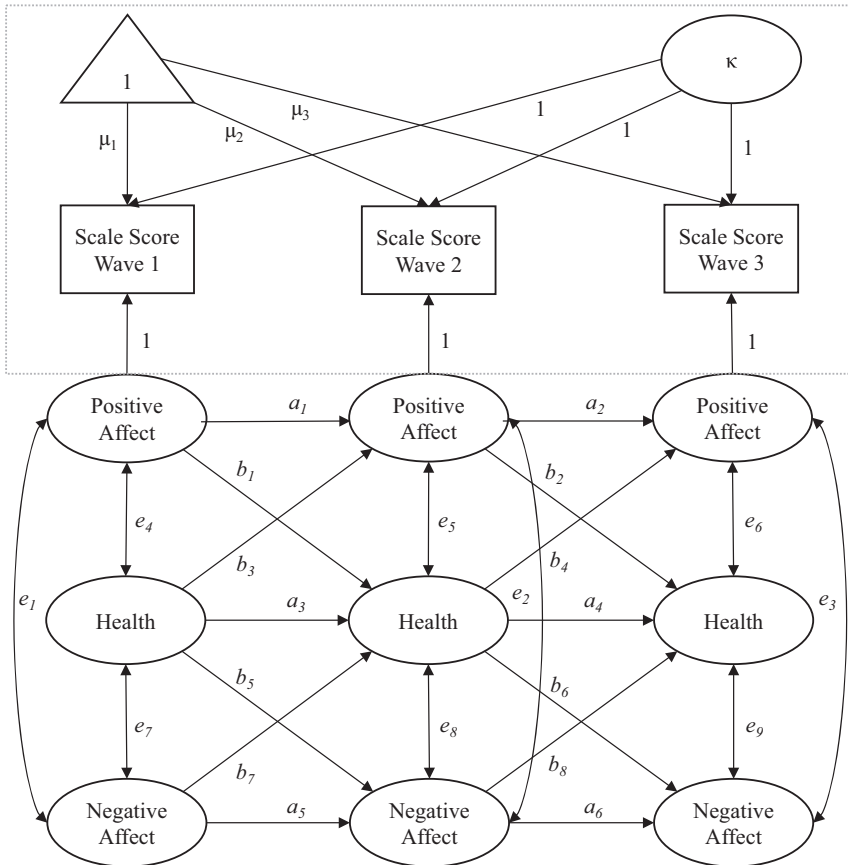 1
κ
μ₁
μ₂
μ₃
1
1
1
Scale Score
Wave 1
Scale Score
Wave 2
Scale Score
Wave 3
1
1
1
Positive
Affect
a₁
Positive
Affect
a₂
Positive
Affect
b₁
b₂
e₄
e₅
e₆
b₃
b₄
e₁
Health
a₃
Health
e₂
a₄
Health
e₃
b₅
b₆
e₇
e₈
e₉
b₇
b₈
Negative
Affect
a₅
Negative
Affect
a₆
Negative
Affect